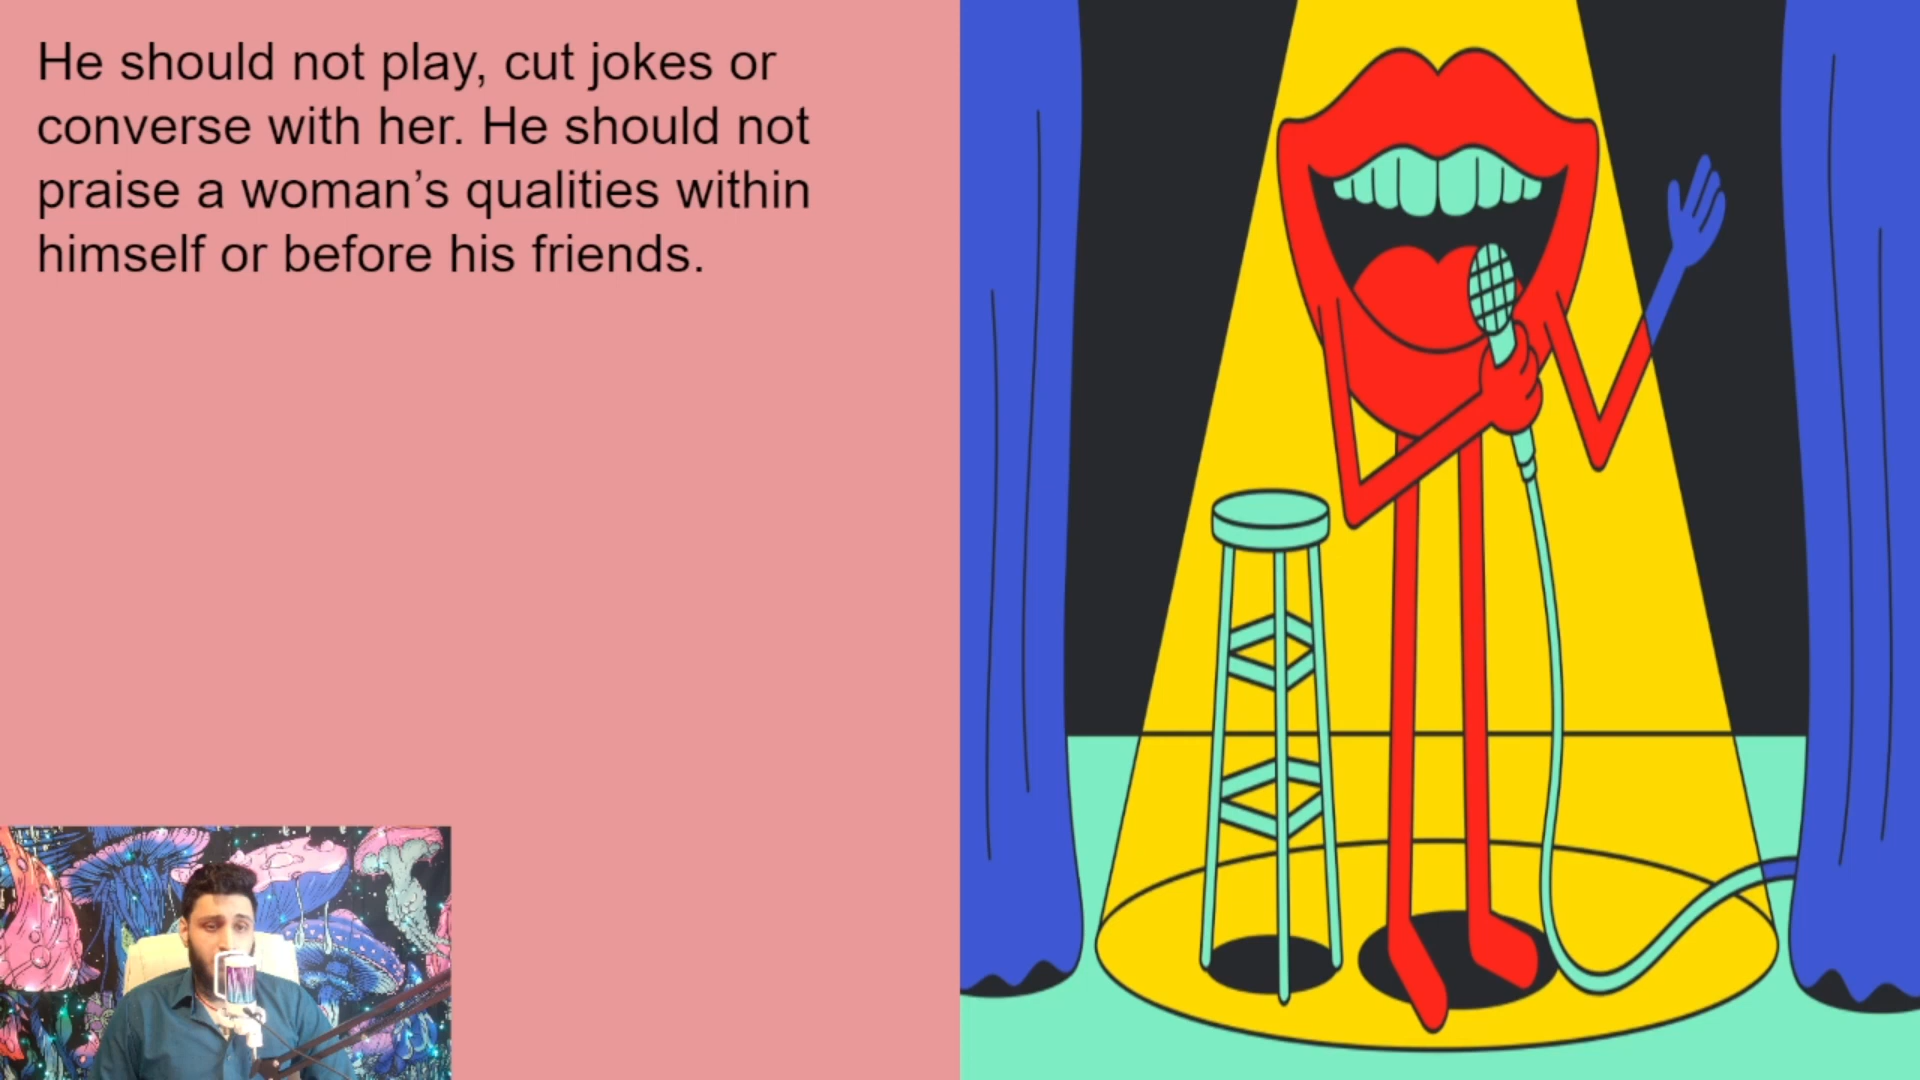 He should not play, cut jokes or
converse with her. He should not
praise a woman’s qualities within
himself or before his friends.